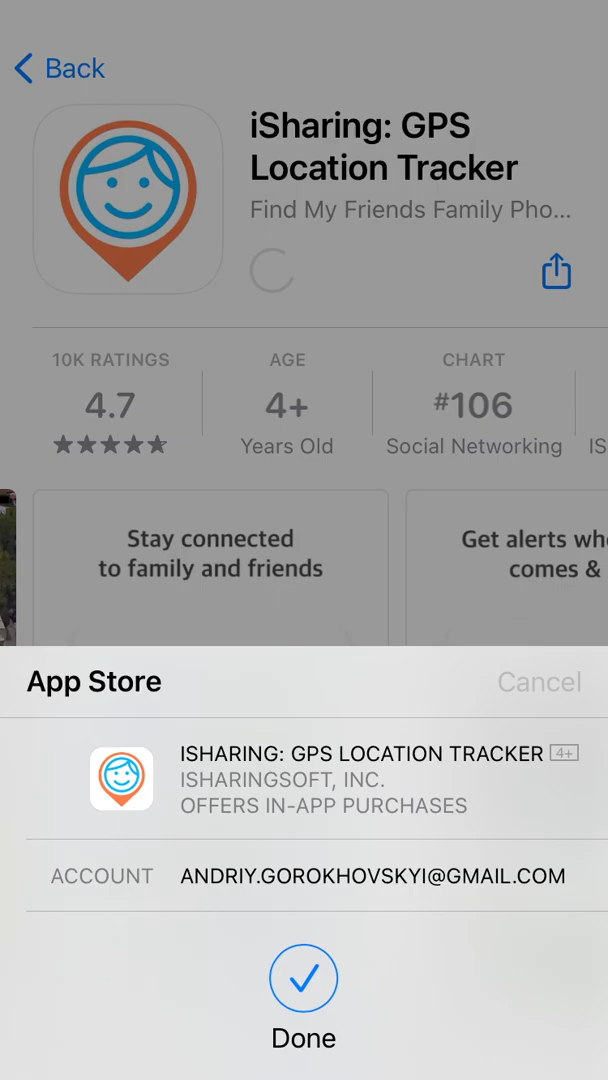 Back
iSharing: GPS
Location Tracker
Find My Friends Family Pho...
10K RATINGS
4.7
AGE
4+
Years Old
CHART
#106
Social Networking
IS
Stay connected
to family and friends
Get alerts wh
comes &
App Store
Cancel
ISHARING: GPS LOCATION TRACKER 4+
ISHARINGSOFT, INC.
OFFERS IN-APP PURCHASES
ACCOUNT
ANDRIY.GOROKHOVSKYI@GMAIL.COM
Done